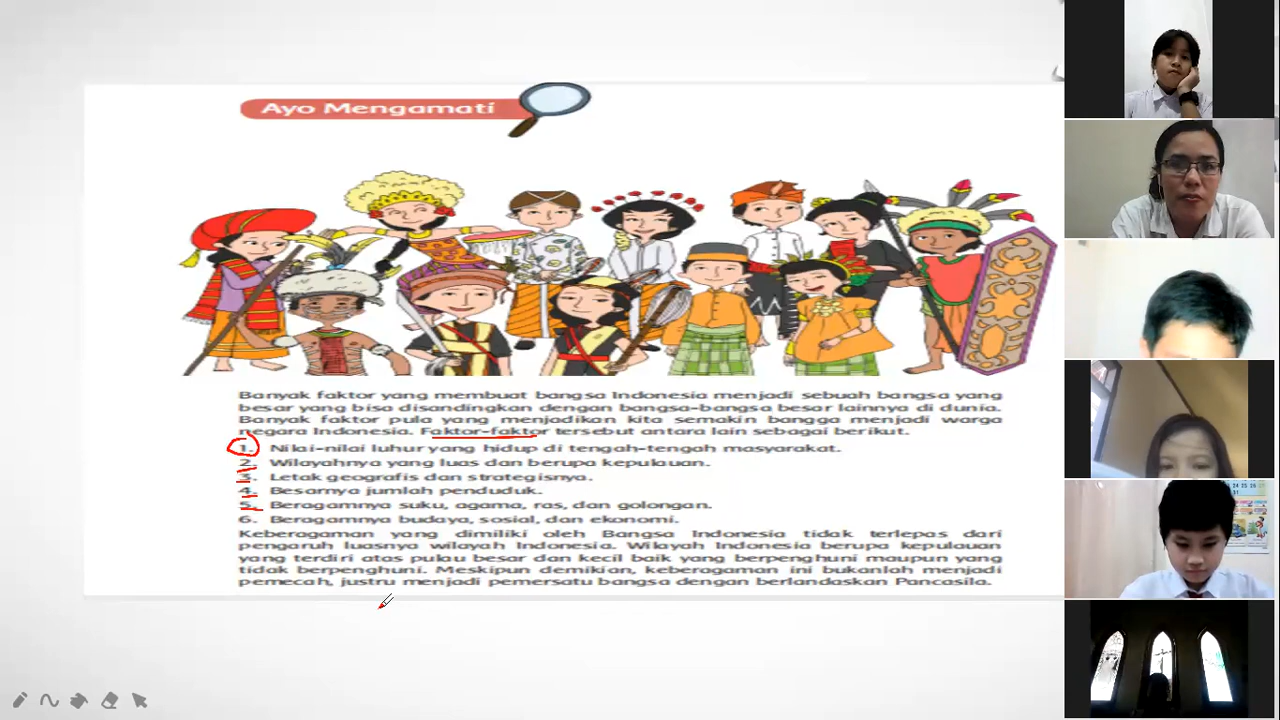 Ayo Mengamati
Banyak faktor yang membuat bangsa Indonesia menjadi sebuah bangsa yang
besar yang bisa disandingkan dengan bangsa-bangsa besar lainnya di dunia.
Banyak faktor pula yang menjadikan kita semakin bangga menjadi warga
negara Indonesia. Faktor-faktor tersebut antara lain sebagai berikut.
1. Nilai-nilai luhur yang hidup di tengah-tengah masyarakat.
2. Wilayahnya yang luas dan berupa kepulauan.
3. Letak geografis dan strategisnya.
4. Besarnya jumlah penduduk.
5. Beragamnya suku, agama, ras, dan golongan.
6. Beragamnya budaya, sosial, dan ekonomi.
Keberagaman yang dimiliki oleh Bangsa Indonesia tidak terlepas dari
pengaruh luasnya wilayah Indonesia. Wilayah Indonesia berupa kepulauan
yang terdiri atas pulau besar dan kecil baik yang berpenghuni maupun yang
tidak berpenghuni. Meskipun demikian, keberagaman ini bukanlah menjadi
pemecah, justru menjadi pemersatu bangsa dengan berlandaskan Pancasila.